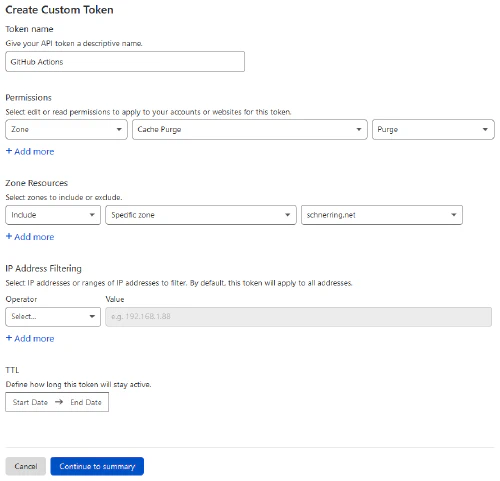 Create Custom Token
Token name
Give your API token a descriptive name.
GitHub Actions
Permissions
Select edit or read permissions to apply to your accounts or websites for this token.
Zone Cache Purge Purge
+ Add more
Zone Resources
Select zones to include or exclude.
Include Specific zone schnerring.net
+ Add more
IP Address Filtering
Select IP addresses or ranges of IP addresses to filter. By default, this token will apply to all addresses.
Operator Value
Select... e.g. 192.168.1.88
+ Add more
TTL
Define how long this token will stay active.
Start Date → End Date
Cancel Continue to summary